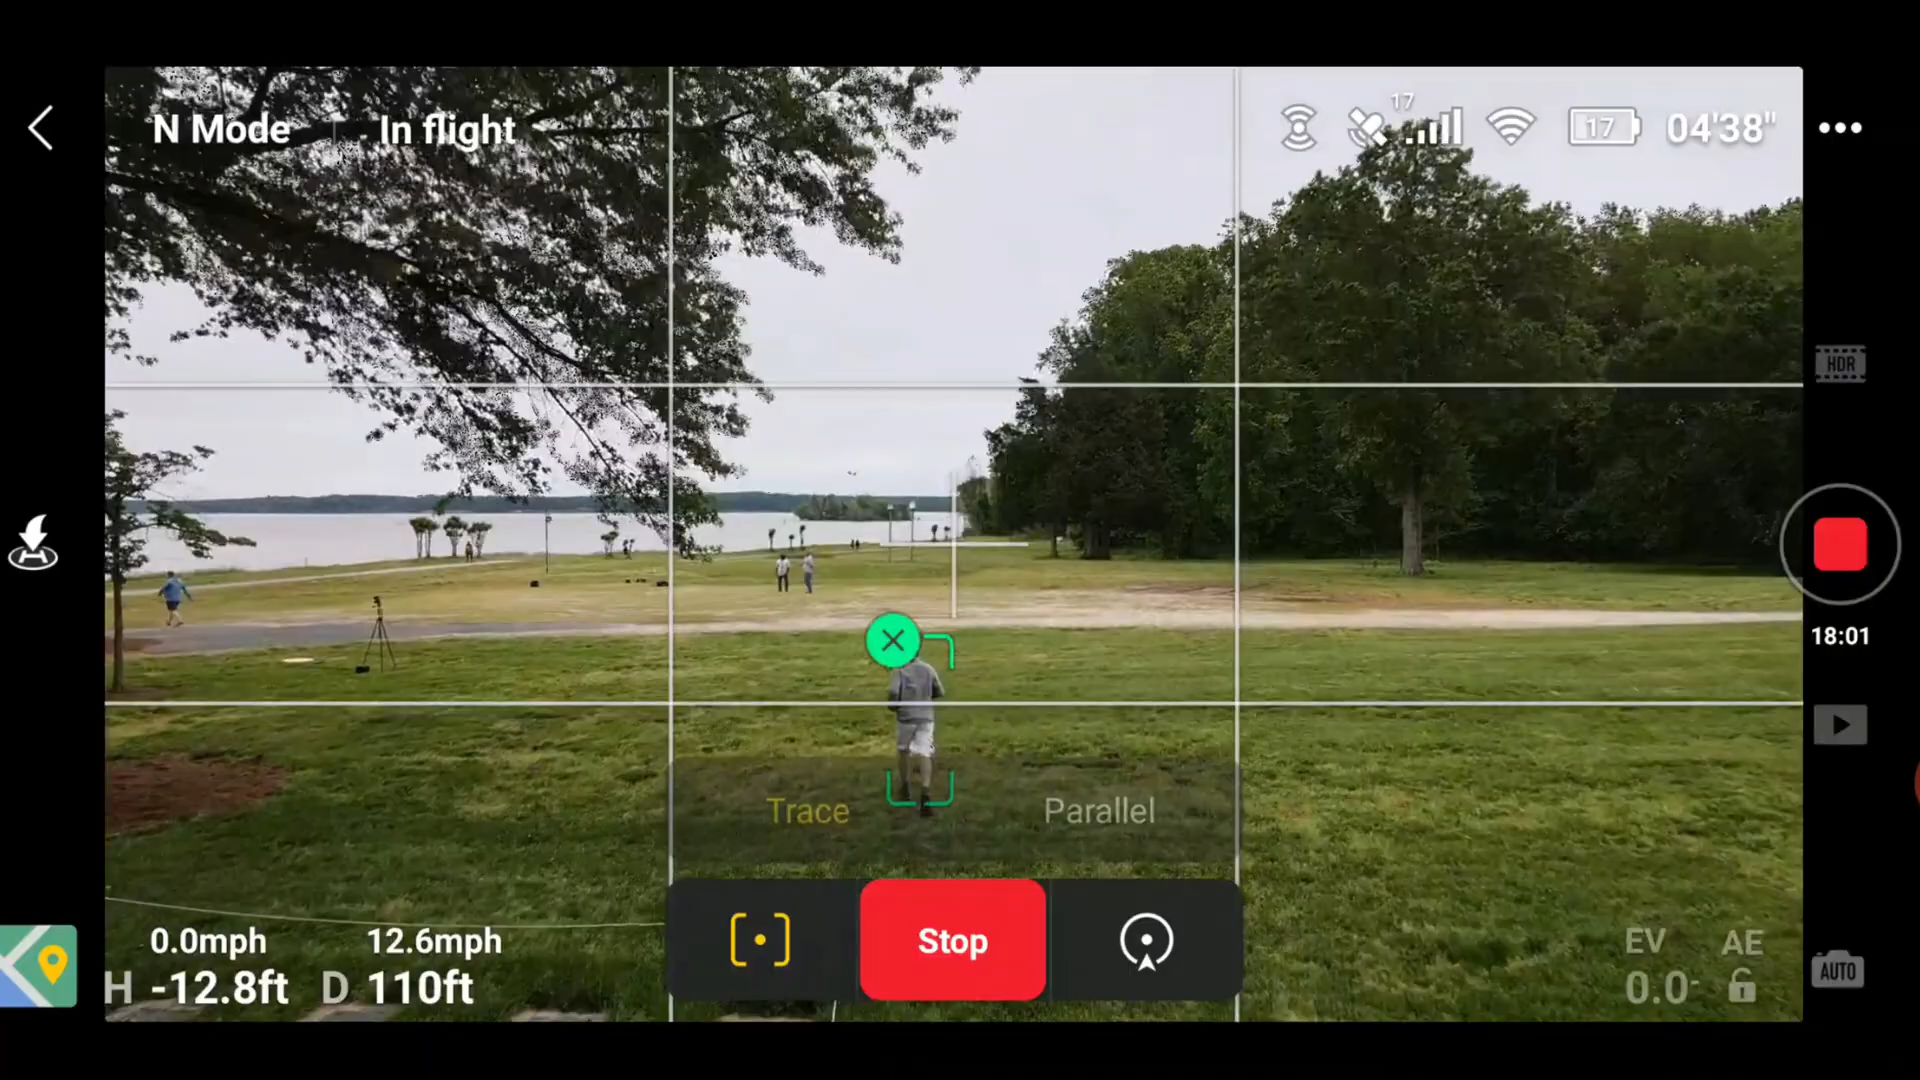 N Mode In flight
17
17 04'38"
HDR
18:01
Trace Parallel
Stop
0.0mph 12.6mph
H -12.8ft D 110ft
EV AE
0.0
AUTO